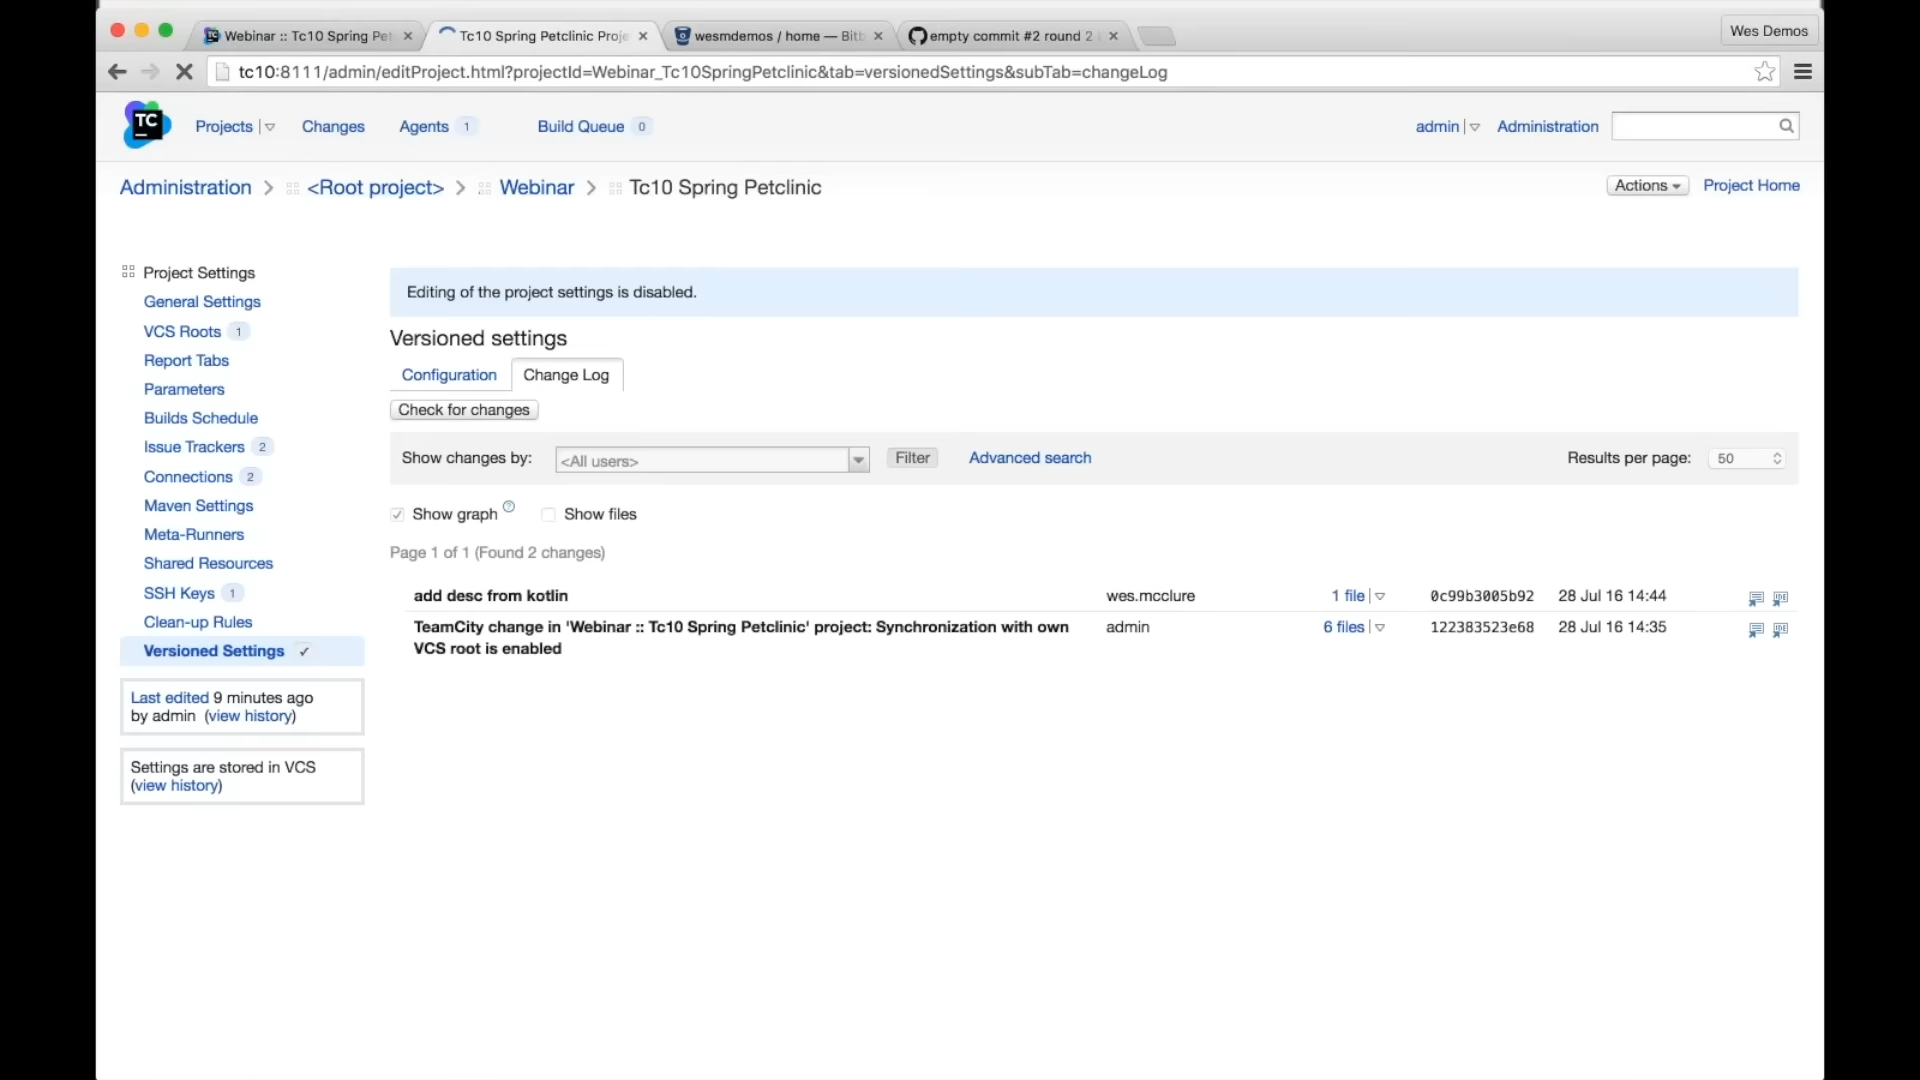 Webinar :: Tc10 Spring Pet
Tc10 Spring Petclinic Proje
wesmdemos / home — Bitb
empty commit #2 round 2
Wes Demos
tc10:8111/admin/editProject.html?projectId=Webinar_Tc10SpringPetclinic&tab=versionedSettings&subTab=changeLog
TC
Projects
Changes
Agents 1
Build Queue 0
admin
Administration
Administration > <Root project> > Webinar > Tc10 Spring Petclinic
Actions
Project Home
Project Settings
General Settings
VCS Roots 1
Report Tabs
Parameters
Builds Schedule
Issue Trackers 2
Connections 2
Maven Settings
Meta-Runners
Shared Resources
SSH Keys 1
Clean-up Rules
Versioned Settings ✓
Last edited 9 minutes ago
by admin (view history)
Settings are stored in VCS
(view history)
Editing of the project settings is disabled.
Versioned settings
Configuration
Change Log
Check for changes
Show changes by:
<All users>
Filter
Advanced search
Results per page:
50
Show graph ?
Show files
Page 1 of 1 (Found 2 changes)
add desc from kotlin wes.mcclure 1 file 0c99b3005b92 28 Jul 16 14:44
TeamCity change in 'Webinar :: Tc10 Spring Petclinic' project: Synchronization with own admin 6 files 122383523e68 28 Jul 16 14:35
VCS root is enabled